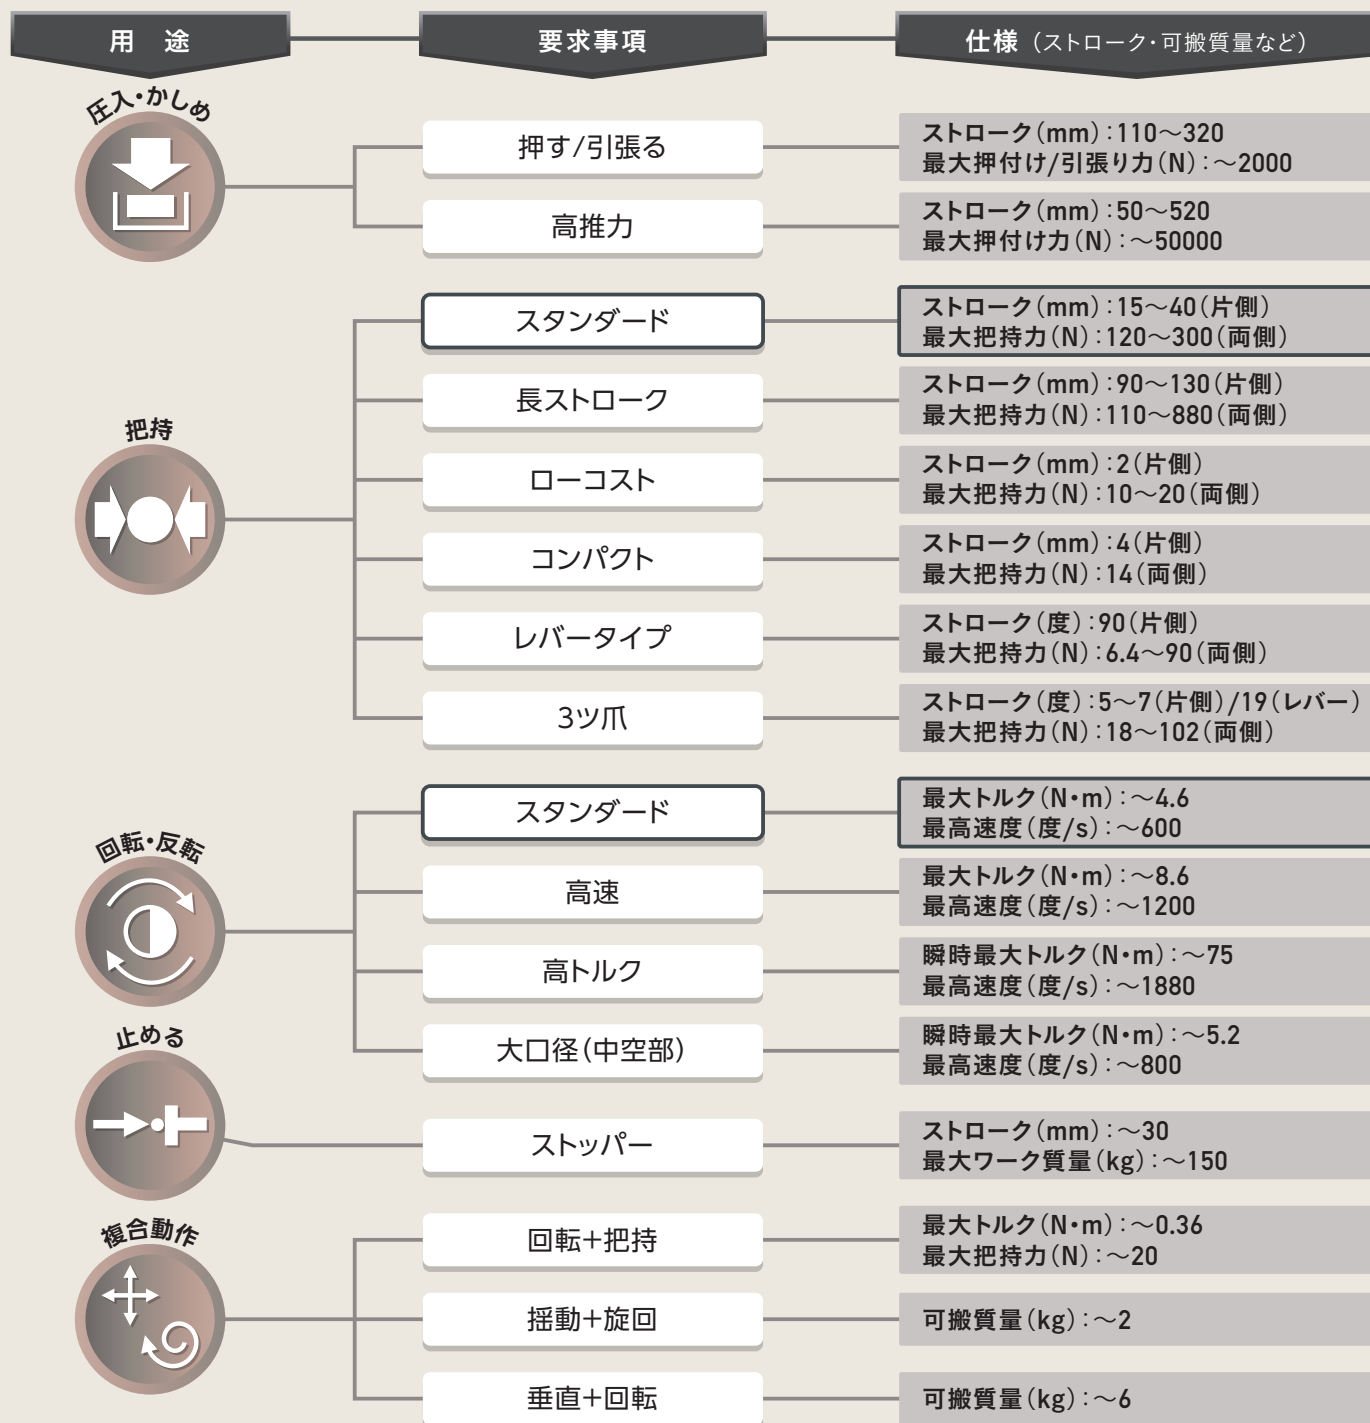 用　途
要求事項
仕様（ストローク・可搬質量など）
圧入・かしめ
押す/引張る
ストローク（mm）：110～320
最大押付け/引張り力（N）：～2000
高推力
ストローク（mm）：50～520
最大押付け力（N）：～50000
把持
スタンダード
ストローク（mm）：15～40（片側）
最大把持力（N）：120～300（両側）
長ストローク
ストローク（mm）：90～130（片側）
最大把持力（N）：110～880（両側）
ローコスト
ストローク（mm）：2（片側）
最大把持力（N）：10～20（両側）
コンパクト
ストローク（mm）：4（片側）
最大把持力（N）：14（両側）
レバータイプ
ストローク（度）：90（片側）
最大把持力（N）：6.4～90（両側）
3ツ爪
ストローク（度）：5～7（片側）/19（レバー）
最大把持力（N）：18～102（両側）
回転・反転
スタンダード
最大トルク（N・m）：～4.6
最高速度（度/s）：～600
高速
最大トルク（N・m）：～8.6
最高速度（度/s）：～1200
高トルク
瞬時最大トルク（N・m）：～75
最高速度（度/s）：～1880
大口径（中空部）
瞬時最大トルク（N・m）：～5.2
最高速度（度/s）：～800
止める
ストッパー
ストローク（mm）：～30
最大ワーク質量（kg）：～150
複合動作
回転+把持
最大トルク（N・m）：～0.36
最大把持力（N）：～20
揺動+旋回
可搬質量（kg）：～2
垂直+回転
可搬質量（kg）：～6